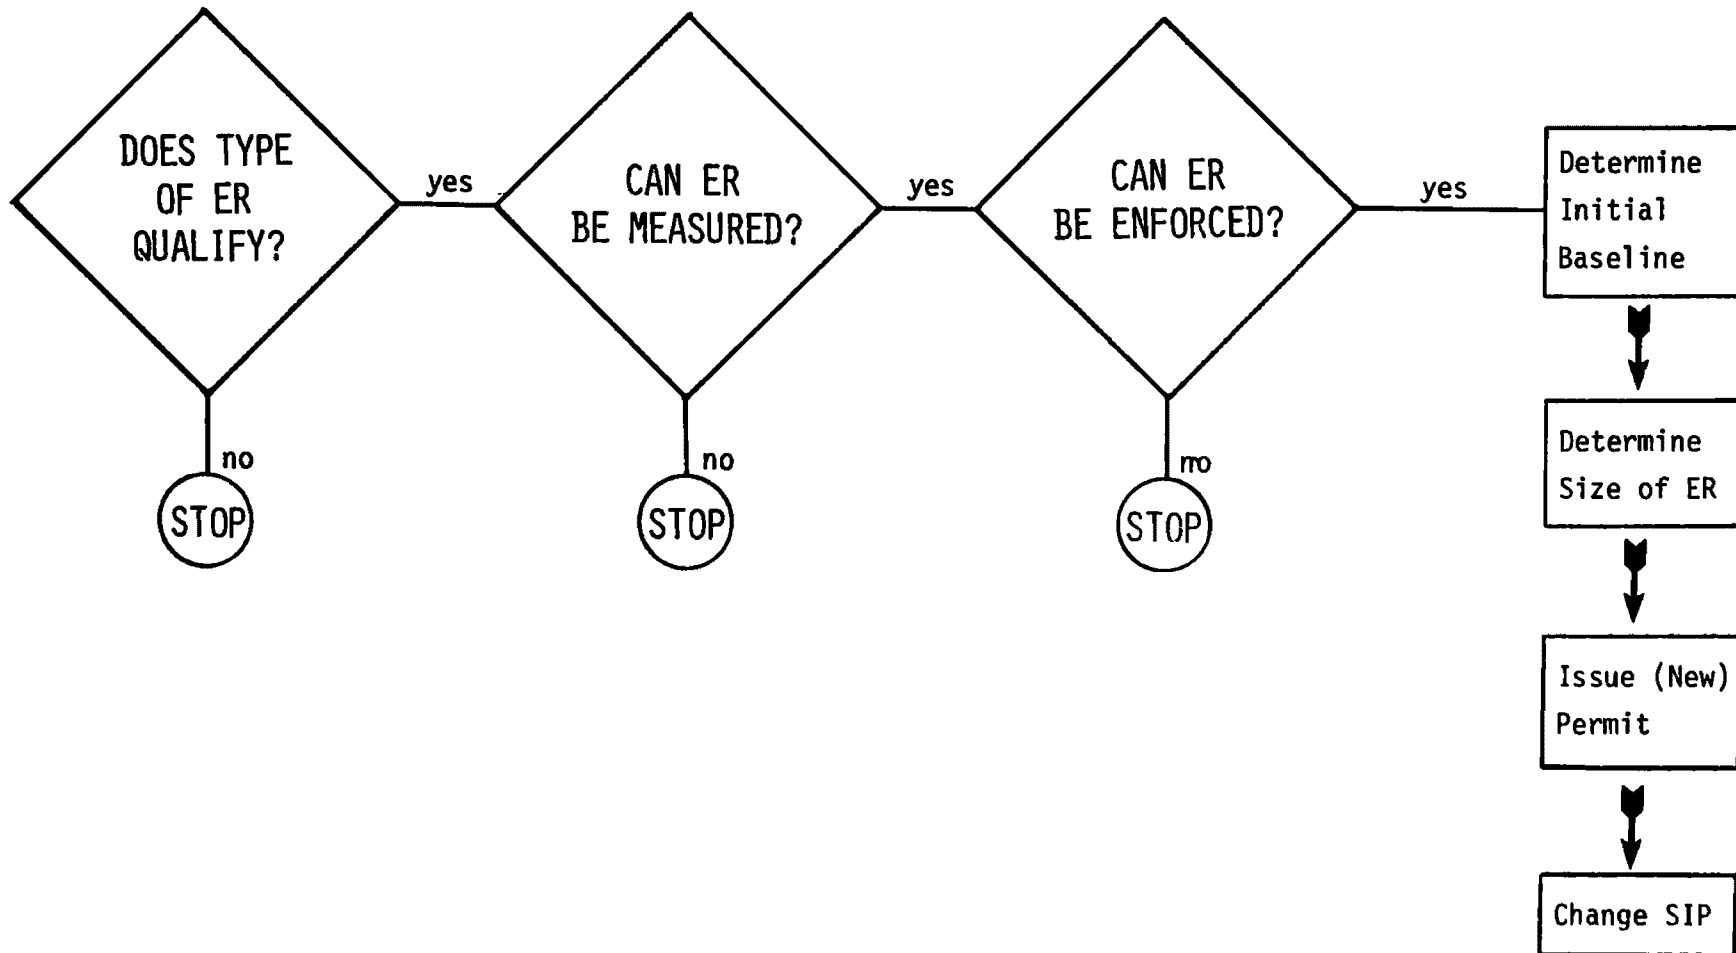 DOES TYPE
OF ER
QUALIFY?
yes
CAN ER
BE MEASURED?
yes
CAN ER
BE ENFORCED?
yes
Determine
Initial
Baseline
no
STOP
no
STOP
no
STOP
Determine
Size of ER
Issue (New)
Permit
Change SIP